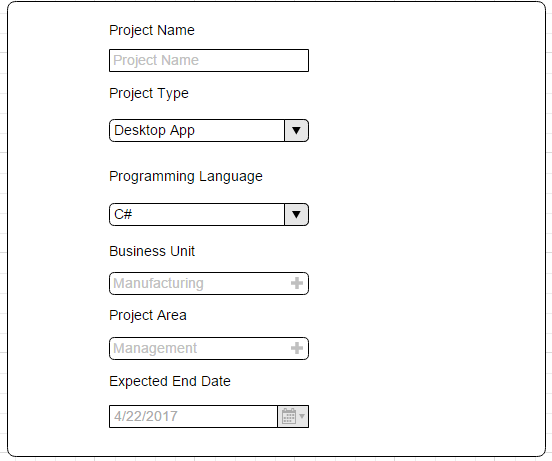 Project Name
Project Name
Project Type
Desktop App
Programming Language
C#
Business Unit
Manufacturing
Project Area
Management
Expected End Date
4/22/2017